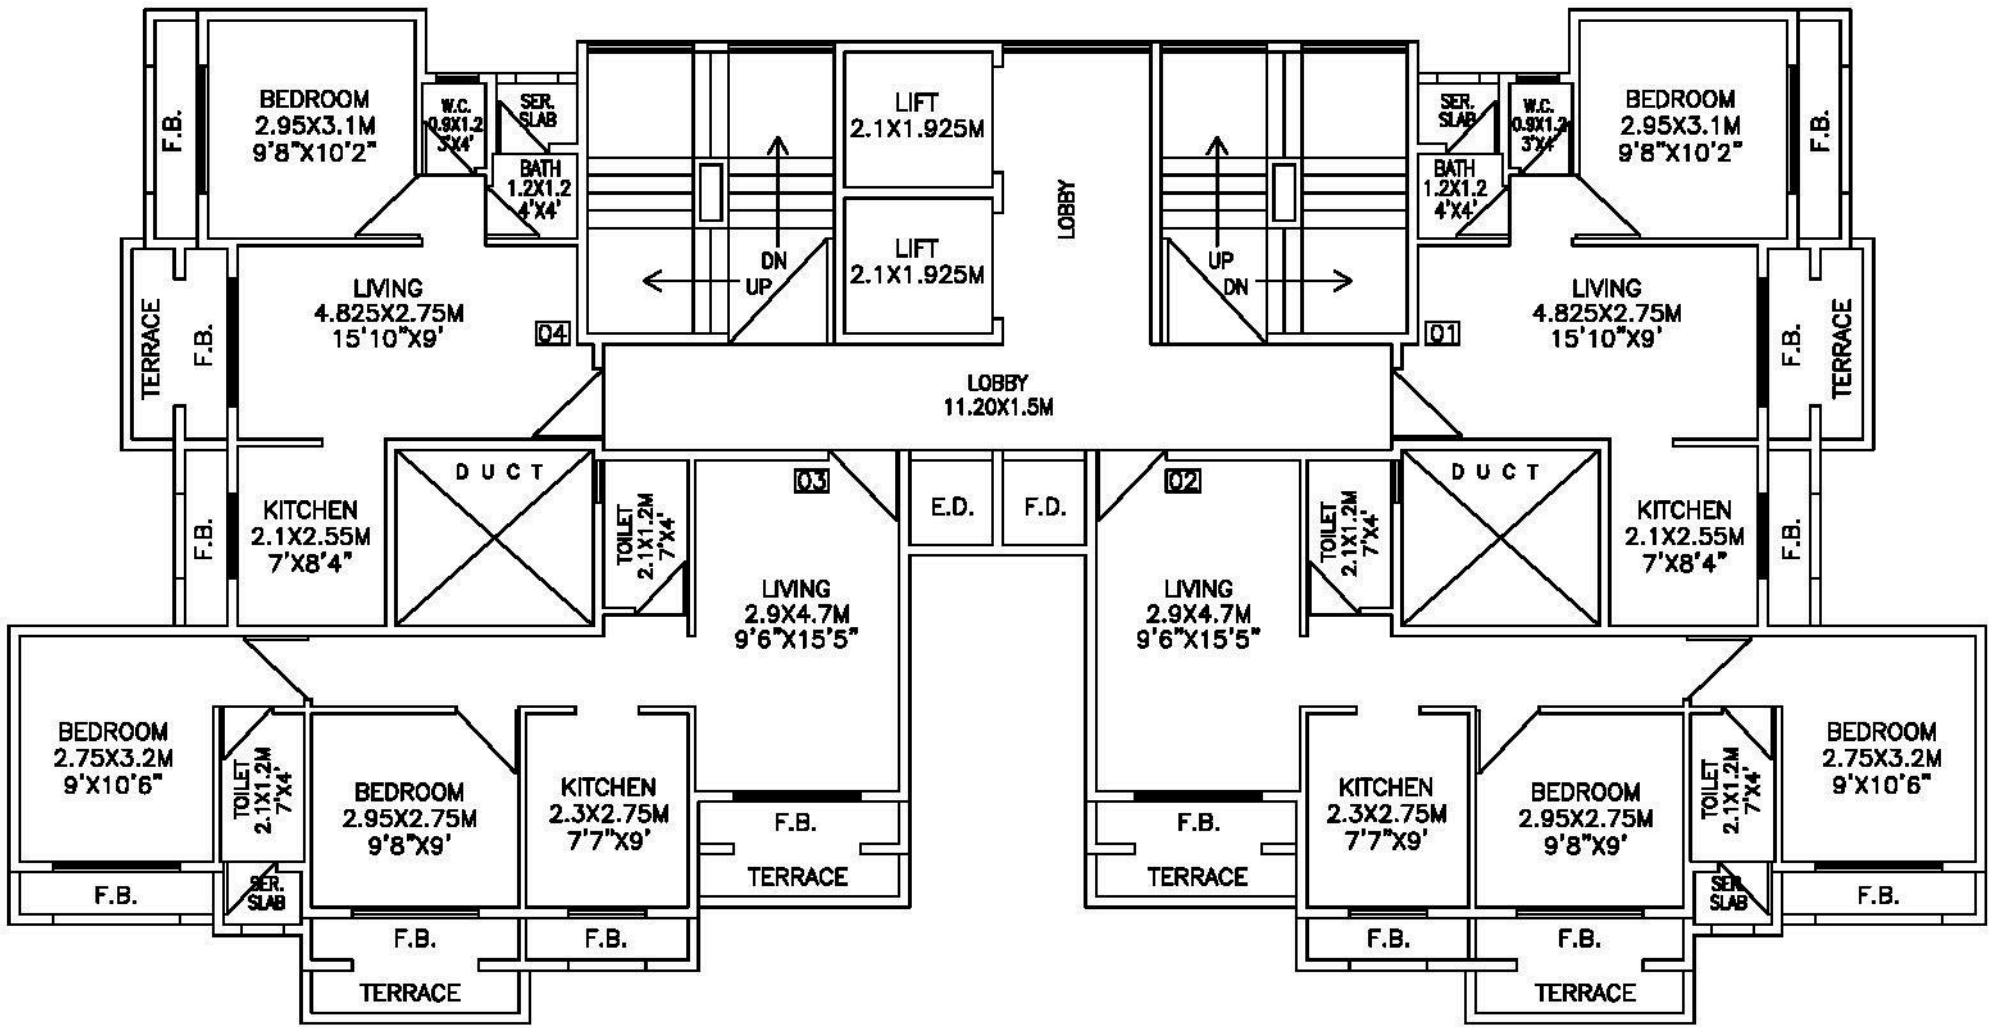 F.B.
BEDROOM
2.95X3.1M
9'8"X10'2"
W.C.
0.9X1.2
3'X4'
SER.
SLAB
BATH
1.2X1.2
4'X4'
DN
UP
LIFT
2.1X1.925M
LIFT
2.1X1.925M
LOBBY
UP
DN
SER.
SLAB
W.C.
0.9X1.2
3'X4'
BATH
1.2X1.2
4'X4'
BEDROOM
2.95X3.1M
9'8"X10'2"
F.B.
TERRACE
F.B.
LIVING
4.825X2.75M
15'10"X9'
04
LOBBY
11.20X1.5M
01
LIVING
4.825X2.75M
15'10"X9'
F.B.
TERRACE
F.B.
KITCHEN
2.1X2.55M
7'X8'4"
DUCT
TOILET
2.1X1.2M
7'X4'
03
LIVING
2.9X4.7M
9'6"X15'5"
E.D.
F.D.
02
LIVING
2.9X4.7M
9'6"X15'5"
TOILET
2.1X1.2M
7'X4'
DUCT
KITCHEN
2.1X2.55M
7'X8'4"
F.B.
BEDROOM
2.75X3.2M
9'X10'6"
TOILET
2.1X1.2M
7'X4'
BEDROOM
2.95X2.75M
9'8"X9'
KITCHEN
2.3X2.75M
7'7"X9'
F.B.
TERRACE
F.B.
TERRACE
KITCHEN
2.3X2.75M
7'7"X9'
BEDROOM
2.95X2.75M
9'8"X9'
TOILET
2.1X1.2M
7'X4'
BEDROOM
2.75X3.2M
9'X10'6"
F.B.
SER.
SLAB
F.B.
F.B.
TERRACE
F.B.
F.B.
TERRACE
SER.
SLAB
F.B.